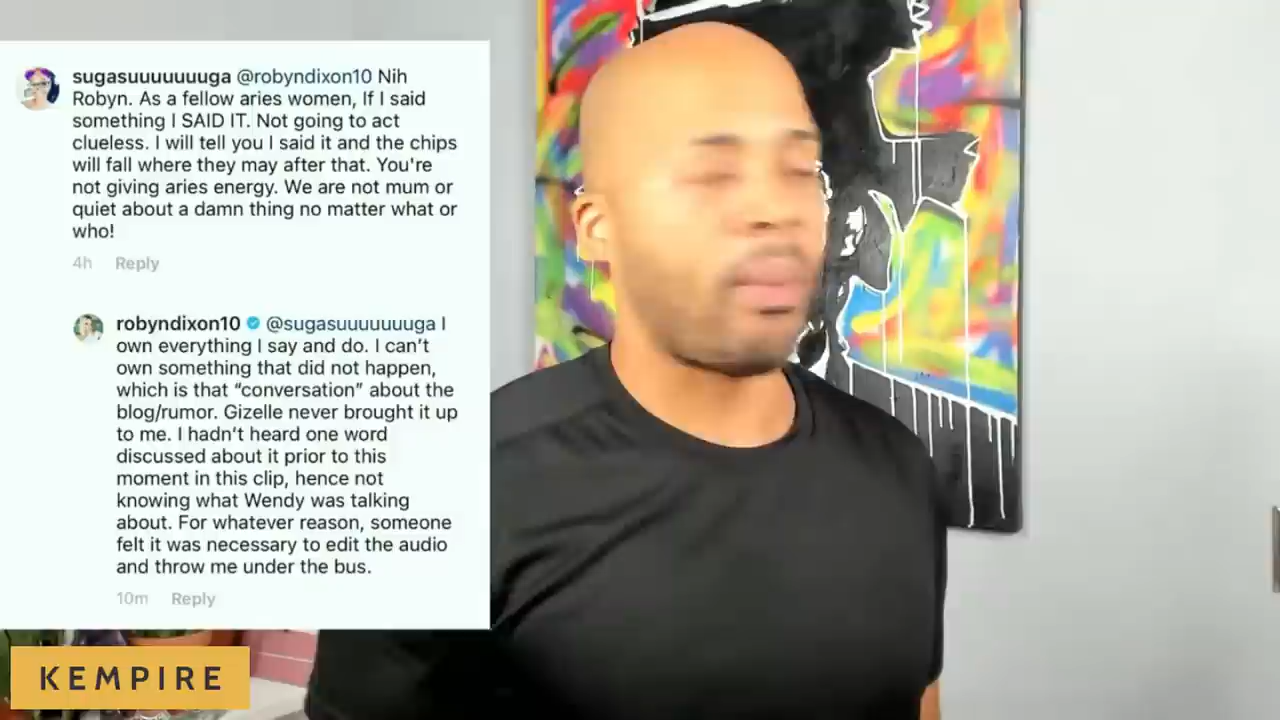 sugasuuuuuuuga @robyndixon10 Nih
Robyn. As a fellow aries women, If I said
something I SAID IT. Not going to act
clueless. I will tell you I said it and the chips
will fall where they may after that. You're
not giving aries energy. We are not mum or
quiet about a damn thing no matter what or
who!
4h Reply
robyndixon10 @sugasuuuuuuuga I
own everything I say and do. I can't
own something that did not happen,
which is that “conversation” about the
blog/rumor. Gizelle never brought it up
to me. I hadn't heard one word
discussed about it prior to this
moment in this clip, hence not
knowing what Wendy was talking
about. For whatever reason, someone
felt it was necessary to edit the audio
and throw me under the bus.
10m Reply
KEMPIRE